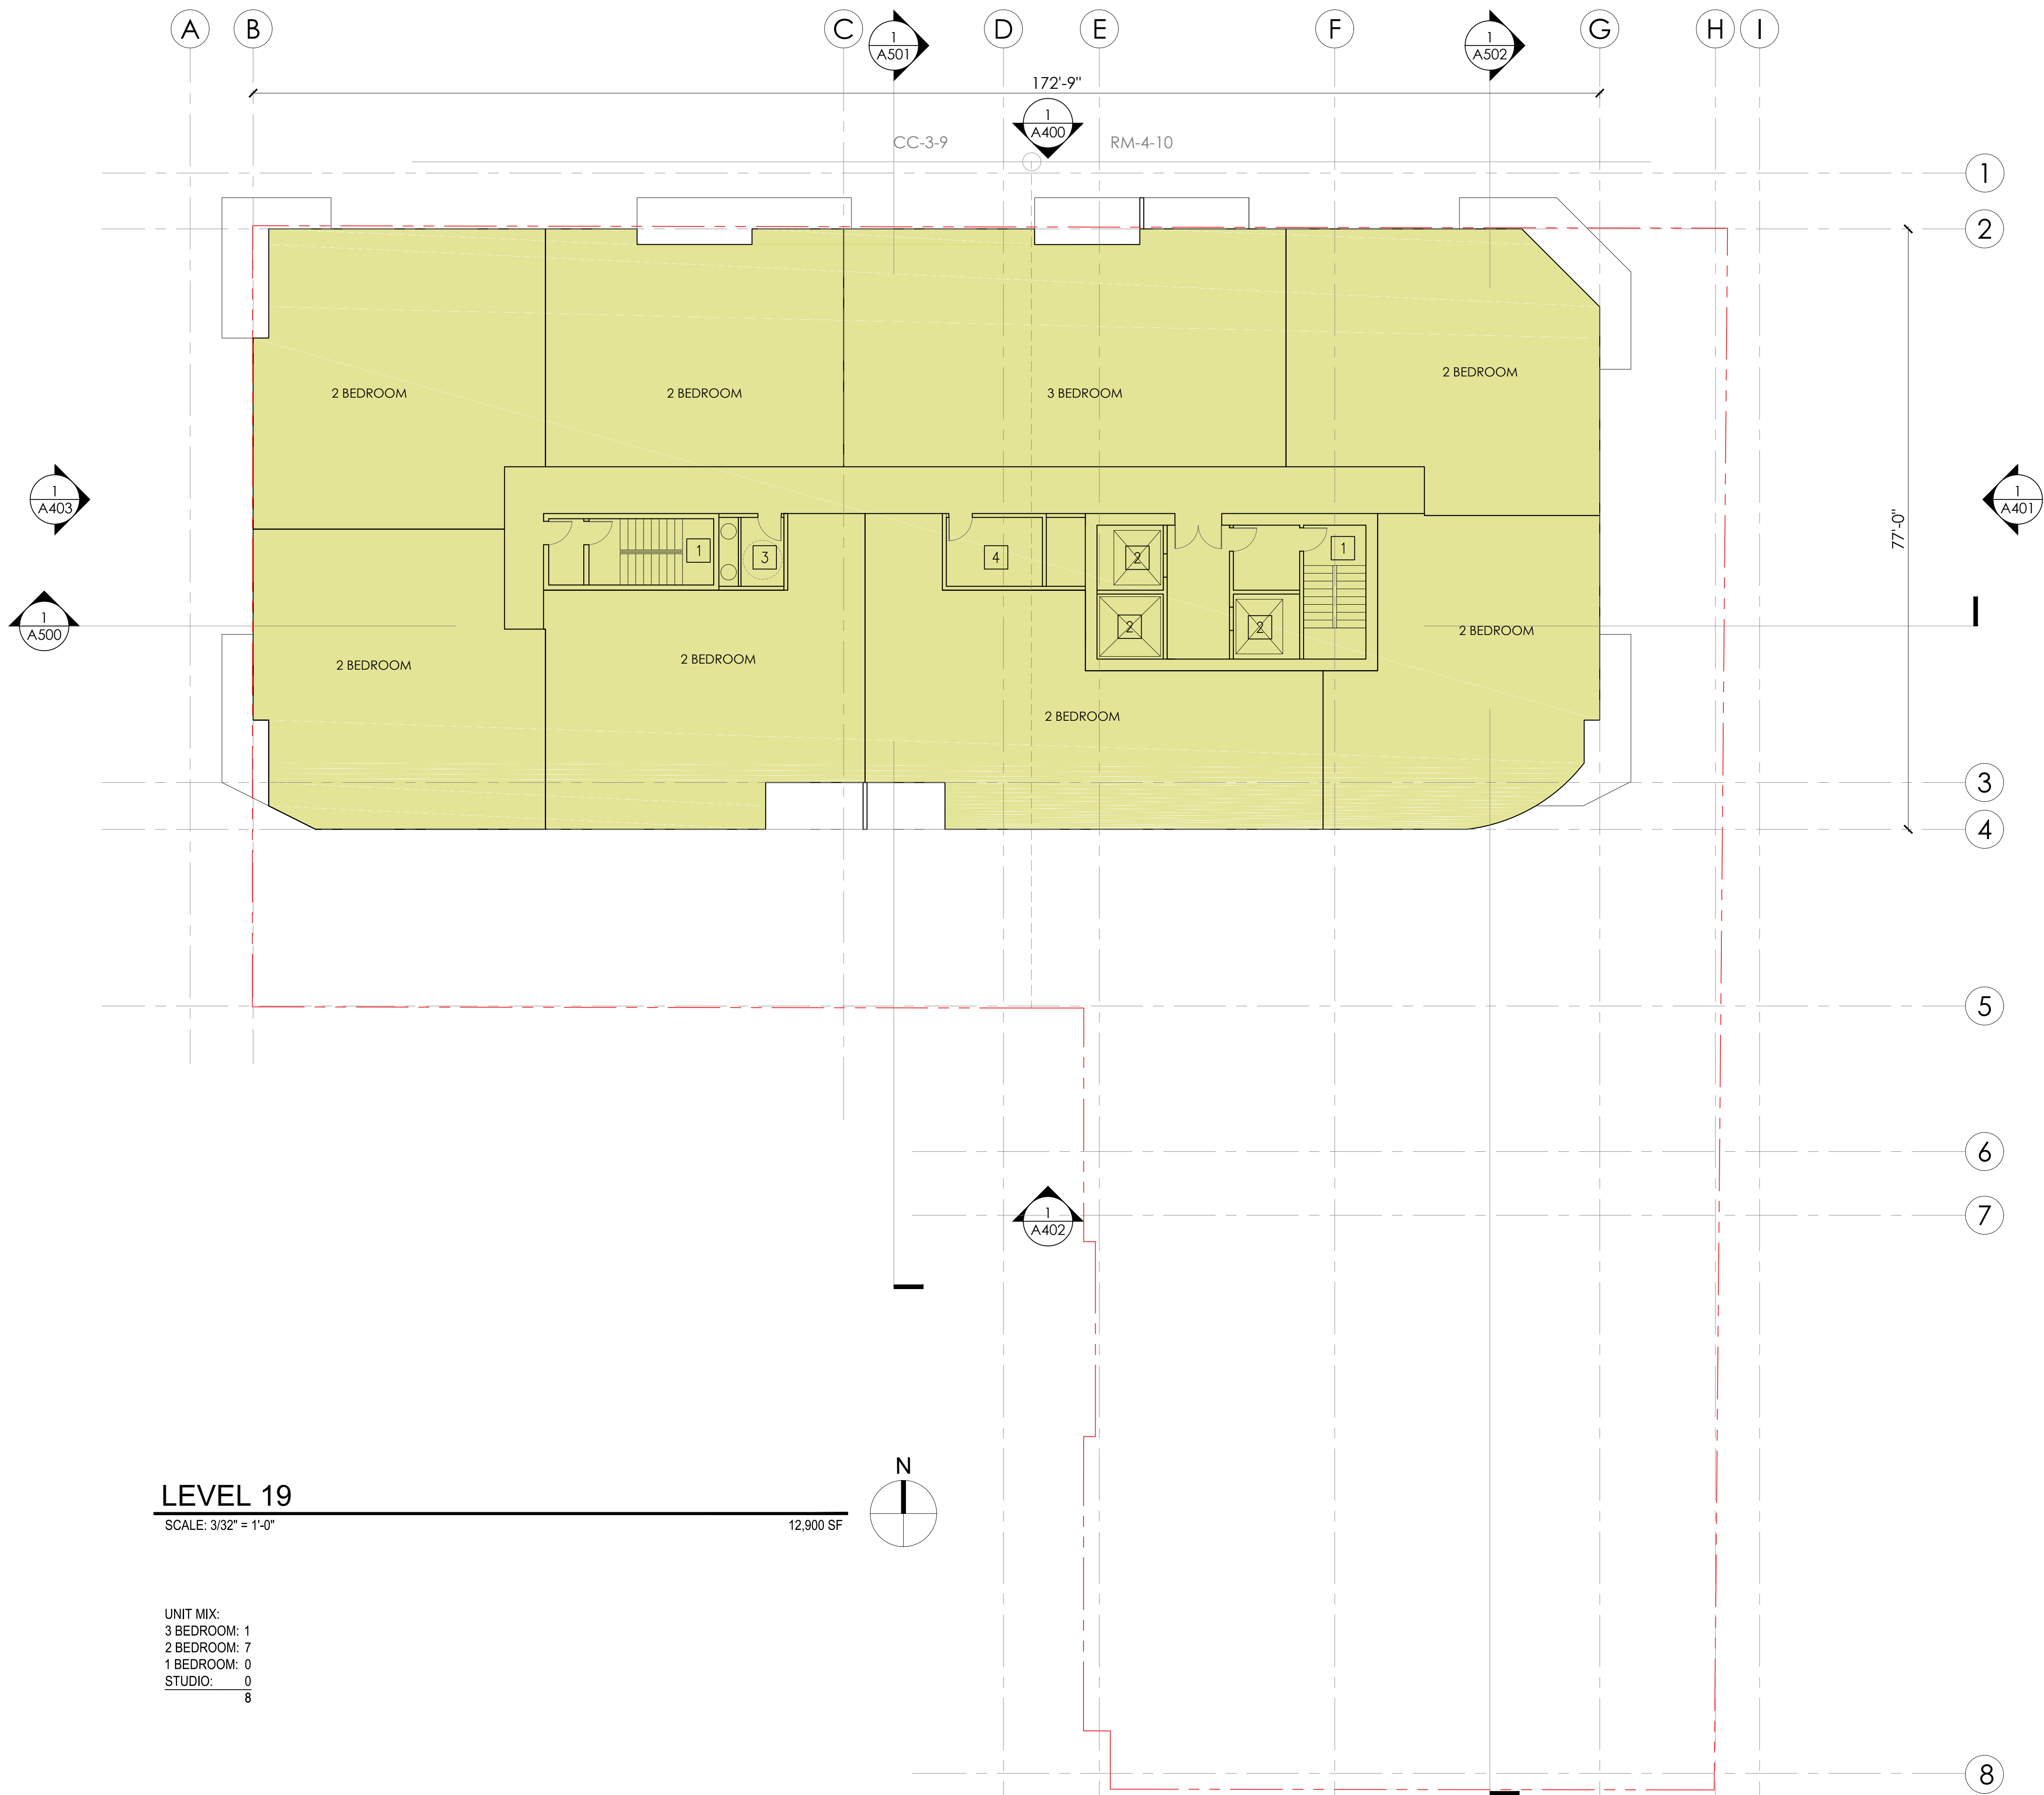 A B C D E F G H I
1
A501
1
A502
172'-9"
1
A400
CC-3-9
RM-4-10
1
2
2 BEDROOM
2 BEDROOM
3 BEDROOM
2 BEDROOM
1
A403
1
A401
77'-0"
1
3
4
2
1
2
2
1
A500
2 BEDROOM
2 BEDROOM
2 BEDROOM
2 BEDROOM
3
4
5
6
7
1
A402
N
LEVEL 19
SCALE: 3/32" = 1'-0" 12,900 SF
UNIT MIX:
3 BEDROOM: 1
2 BEDROOM: 7
1 BEDROOM: 0
STUDIO: 0
8
8